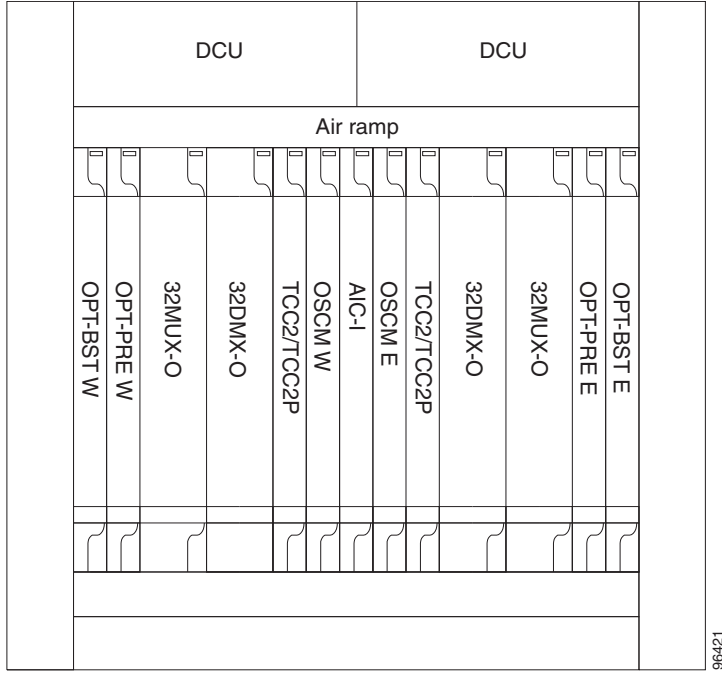 DCU
DCU
Air ramp
OPT-BST W
OPT-PRE W
32MUX-O
32DMX-O
TCC2/TCC2P
OSCM W
AIC-I
OSCM E
TCC2/TCC2P
32DMX-O
32MUX-O
OPT-PRE E
OPT-BST E
96421